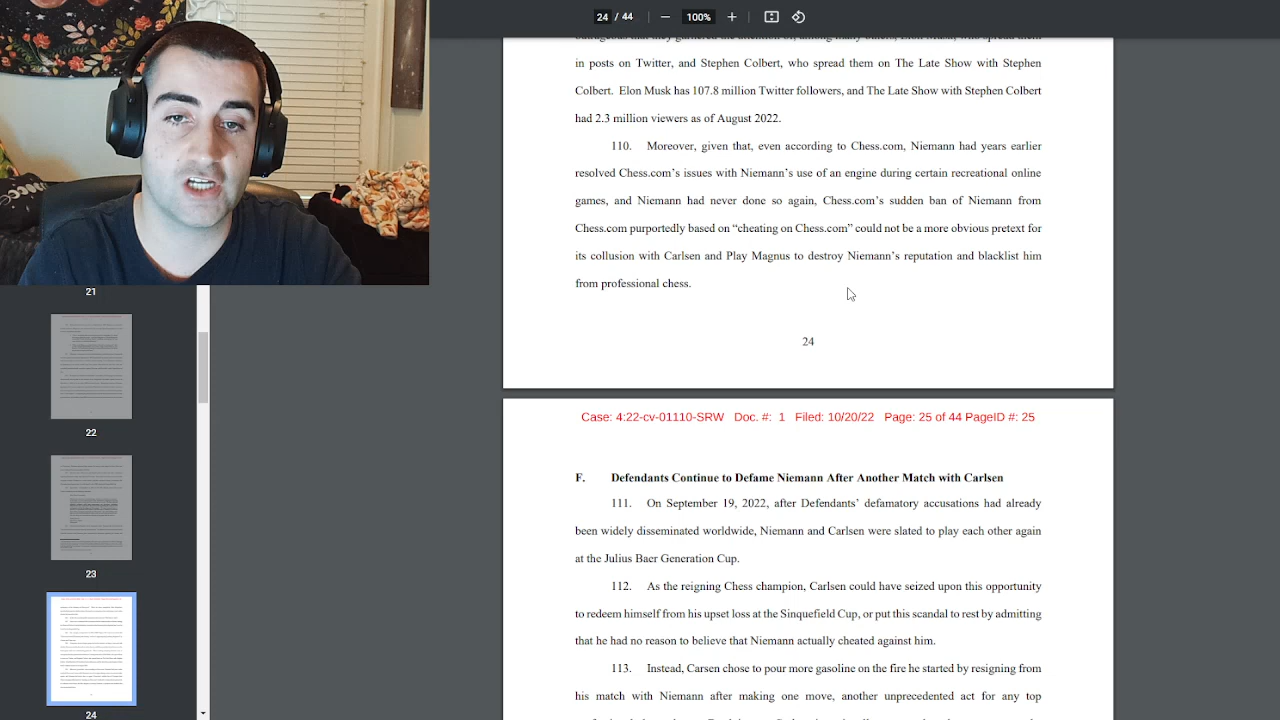 24 / 44
100%
in posts on Twitter, and Stephen Colbert, who spread them on The Late Show with Stephen
Colbert. Elon Musk has 107.8 million Twitter followers, and The Late Show with Stephen Colbert
had 2.3 million viewers as of August 2022.
110. Moreover, given that, even according to Chess.com, Niemann had years earlier
resolved Chess.com's issues with Niemann's use of an engine during certain recreational online
games, and Niemann had never done so again, Chess.com's sudden ban of Niemann from
Chess.com purportedly based on “cheating on Chess.com” could not be a more obvious pretext for
its collusion with Carlsen and Play Magnus to destroy Niemann's reputation and blacklist him
from professional chess.
24
Case: 4:22-cv-01110-SRW Doc. #: 1 Filed: 10/20/22 Page: 25 of 44 PageID #: 25
F. Defendants Continue to Defame Niemann After Another Match with Carlsen
111. On September 19, 2022, after Defendants' defamatory accusations had already
been widely disseminated worldwide, Niemann and Carlsen were slated to play each other again
at the Julius Baer Generation Cup.
112. As the reigning Chess champion, Carlsen could have seized upon this opportunity
to redeem himself from his upset loss at the Sinquefield Cup, or put this scandal to rest by admitting
that he had no reason to believe that Niemann actually cheated against him.
113. Instead, Carsen chose to pour gasoline on the fire he started by resigning from
his match with Niemann after making one move, another unprecedented act for any top
21
22
23
24